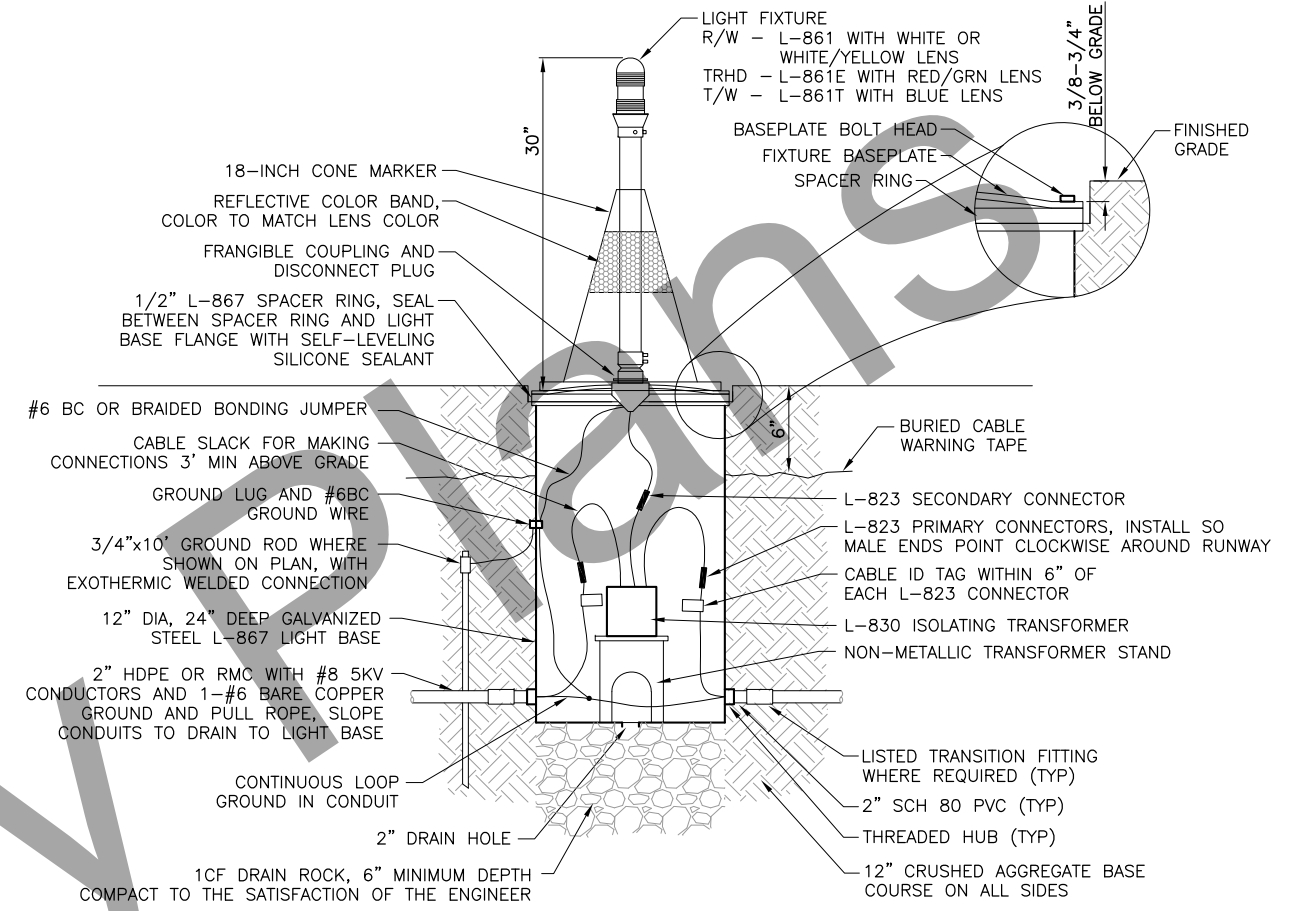 LIGHT FIXTURE
R/W – L–861 WITH WHITE OR
WHITE/YELLOW LENS
TRHD – L–861E WITH RED/GRN LENS
T/W – L–861T WITH BLUE LENS
3/8–3/4"
BELOW GRADE
BASEPLATE BOLT HEAD
FIXTURE BASEPLATE
SPACER RING
FINISHED
GRADE
30"
18–INCH CONE MARKER
REFLECTIVE COLOR BAND,
COLOR TO MATCH LENS COLOR
FRANGIBLE COUPLING AND
DISCONNECT PLUG
1/2" L–867 SPACER RING, SEAL
BETWEEN SPACER RING AND LIGHT
BASE FLANGE WITH SELF–LEVELING
SILICONE SEALANT
#6 BC OR BRAIDED BONDING JUMPER
CABLE SLACK FOR MAKING
CONNECTIONS 3' MIN ABOVE GRADE
GROUND LUG AND #6BC
GROUND WIRE
3/4"x10' GROUND ROD WHERE
SHOWN ON PLAN, WITH
EXOTHERMIC WELDED CONNECTION
12" DIA, 24" DEEP GALVANIZED
STEEL L–867 LIGHT BASE
2" HDPE OR RMC WITH #8 5KV
CONDUCTORS AND 1–#6 BARE COPPER
GROUND AND PULL ROPE, SLOPE
CONDUITS TO DRAIN TO LIGHT BASE
CONTINUOUS LOOP
GROUND IN CONDUIT
2" DRAIN HOLE
1CF DRAIN ROCK, 6" MINIMUM DEPTH
COMPACT TO THE SATISFACTION OF THE ENGINEER
6"
BURIED CABLE
WARNING TAPE
L–823 SECONDARY CONNECTOR
L–823 PRIMARY CONNECTORS, INSTALL SO
MALE ENDS POINT CLOCKWISE AROUND RUNWAY
CABLE ID TAG WITHIN 6" OF
EACH L–823 CONNECTOR
L–830 ISOLATING TRANSFORMER
NON–METALLIC TRANSFORMER STAND
LISTED TRANSITION FITTING
WHERE REQUIRED (TYP)
2" SCH 80 PVC (TYP)
THREADED HUB (TYP)
12" CRUSHED AGGREGATE BASE
COURSE ON ALL SIDES
y Plans